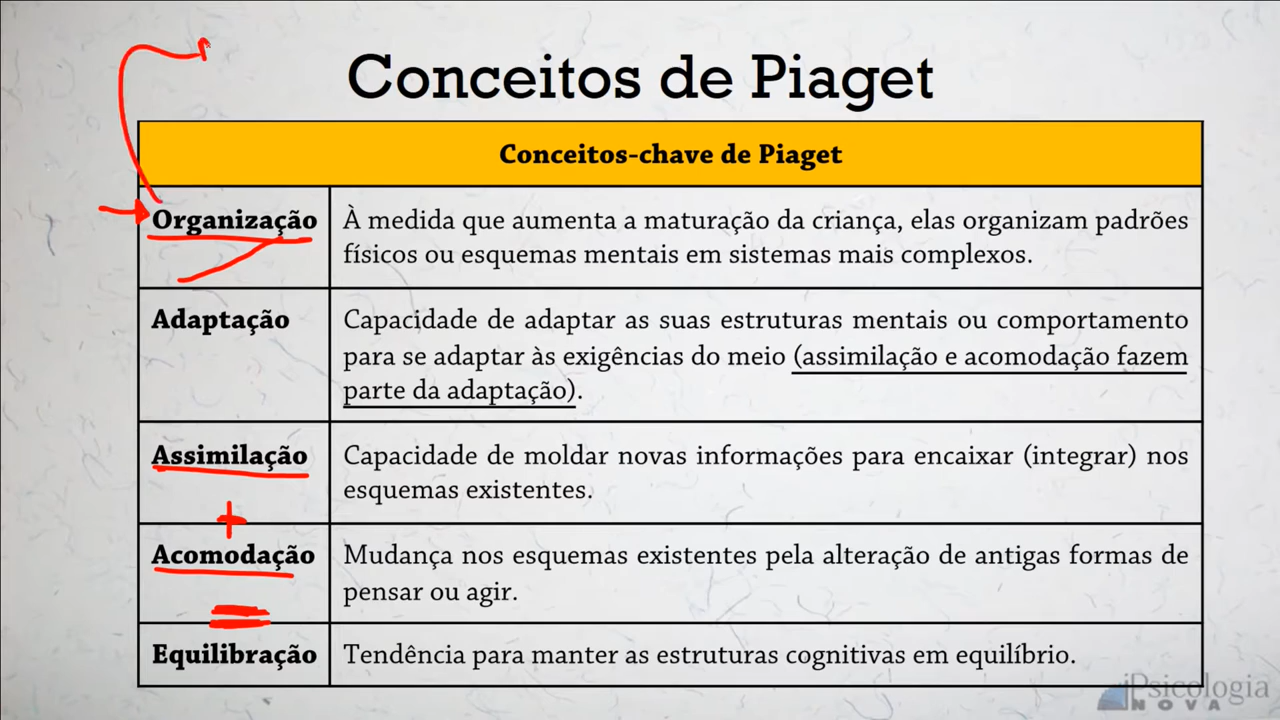 Conceitos de Piaget
Conceitos-chave de Piaget
Organização
À medida que aumenta a maturação da criança, elas organizam padrões
físicos ou esquemas mentais em sistemas mais complexos.
Adaptação
Capacidade de adaptar as suas estruturas mentais ou comportamento
para se adaptar às exigências do meio (assimilação e acomodação fazem
parte da adaptação).
Assimilação
Capacidade de moldar novas informações para encaixar (integrar) nos
esquemas existentes.
+
Acomodação
Mudança nos esquemas existentes pela alteração de antigas formas de
pensar ou agir.
=
Equilibração
Tendência para manter as estruturas cognitivas em equilíbrio.
Psicologia
NOVA